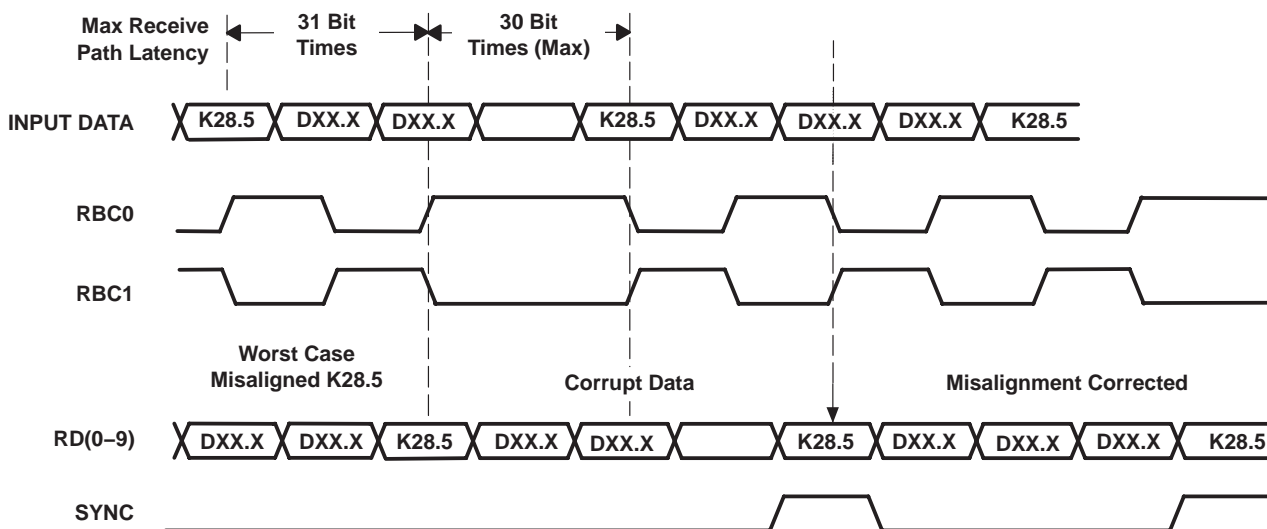 Max Receive
Path Latency
31 Bit
Times
30 Bit
Times (Max)
INPUT DATA
K28.5 DXX.X DXX.X K28.5 DXX.X DXX.X DXX.X K28.5
RBC0
RBC1
Worst Case
Misaligned K28.5
Corrupt Data
Misalignment Corrected
RD(0–9)
DXX.X DXX.X K28.5 DXX.X DXX.X K28.5 DXX.X DXX.X DXX.X K28.5
SYNC